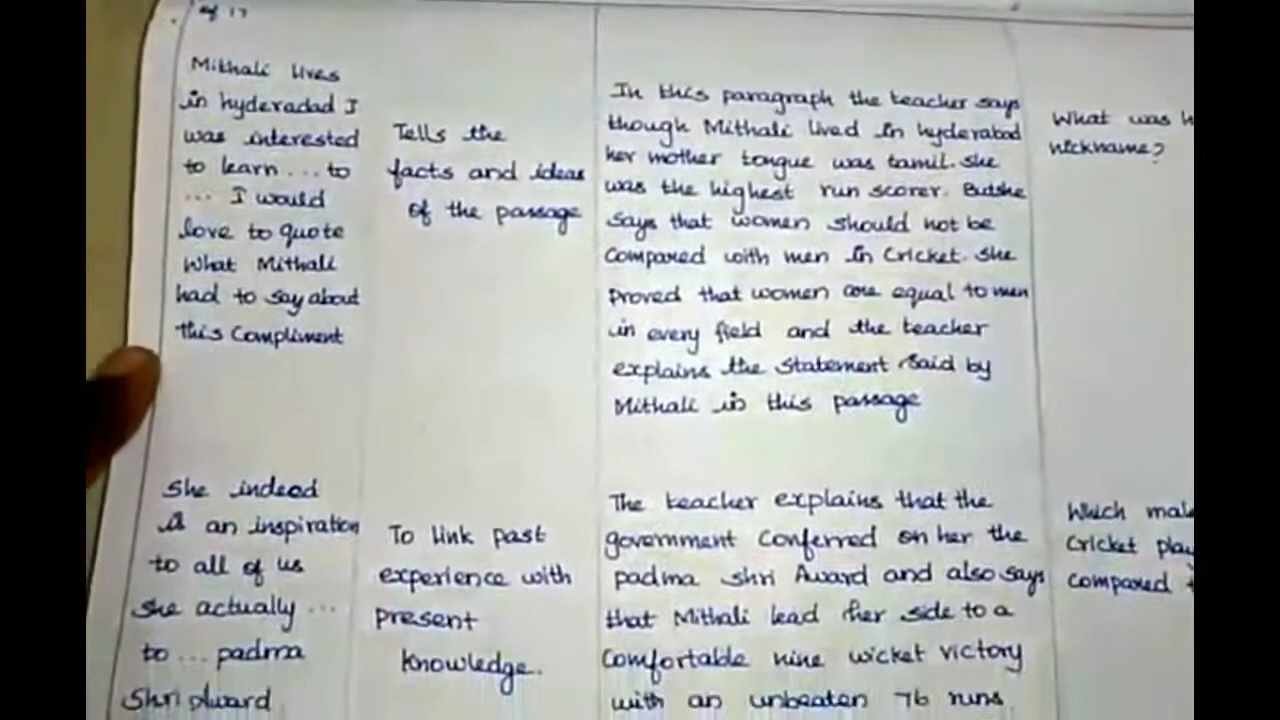 of 17
Mithali lives
in hyderadad I
was interested
to learn ... to
... I would
love to quote
what Mithali
had to say about
this Compliment
Tells the
facts and ideas
of the passage
In this paragraph the teacher says
though Mithali lived in hyderabad
her mother tongue was tamil. she
was the highest run scorer. But she
says that women should not be
compared with men in Cricket. she
proved that women are equal to men
in every field and the teacher
explains the statement said by
Mithali in this passage
What was h
nickname?
She indeed
is an inspiration
to all of us
she actually ...
to ... padma
Shri Award
To link past
experience with
present
knowledge.
The teacher explains that the
government conferred on her the
padma shri Award and also says
that Mithali lead her side to a
comfortable nine wicket victory
with an unbeaten 76 runs
Which male
Cricket play
compared